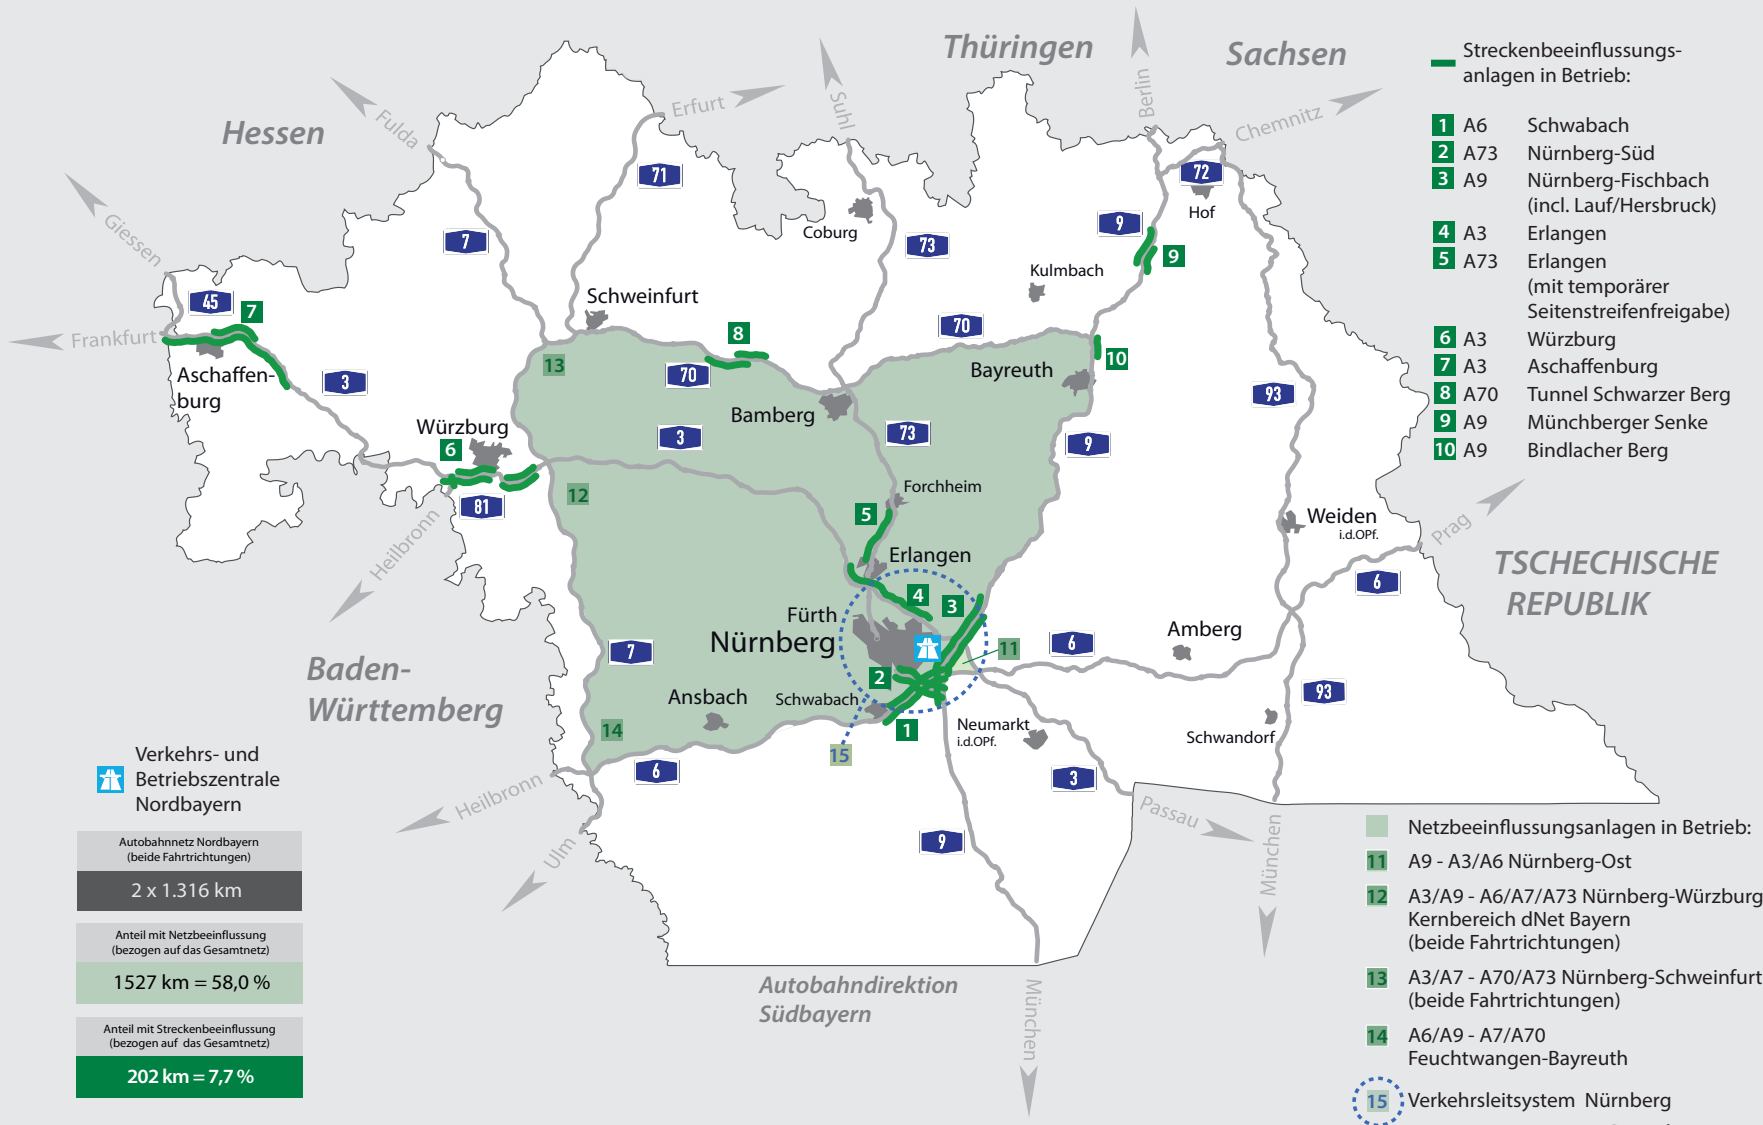 Thüringen
Sachsen
Hessen
Fulda
Erfurt
Suhl
Berlin
Chemnitz
Giessen
Frankfurt
71
7
45
7
3
72
Hof
9
9
73
Coburg
Kulmbach
Schweinfurt
70
8
13
70
10
Bayreuth
Aschaffen-
burg
Bamberg
93
Würzburg
6
3
73
9
81
12
Heilbronn
Forchheim
5
Erlangen
Weiden
i.d.OPf.
Prag
TSCHECHISCHE
REPUBLIK
6
4
3
Fürth
Nürnberg
11
6
Amberg
7
2
Baden-
Württemberg
Ansbach
Schwabach
93
14
1
15
Neumarkt
i.d.OPf.
Schwandorf
6
3
Heilbronn
Passau
Ulm
9
München
Autobahndirektion
Südbayern
München
Streckenbeeinflussungs-
anlagen in Betrieb:
1 A6 Schwabach
2 A73 Nürnberg-Süd
3 A9 Nürnberg-Fischbach
(incl. Lauf/Hersbruck)
4 A3 Erlangen
5 A73 Erlangen
(mit temporärer
Seitenstreifenfreigabe)
6 A3 Würzburg
7 A3 Aschaffenburg
8 A70 Tunnel Schwarzer Berg
9 A9 Münchberger Senke
10 A9 Bindlacher Berg
Verkehrs- und
Betriebszentrale
Nordbayern
Autobahnnetz Nordbayern
(beide Fahrtrichtungen)
2 x 1.316 km
Anteil mit Netzbeeinflussung
(bezogen auf das Gesamtnetz)
1527 km = 58,0 %
Anteil mit Streckenbeeinflussung
(bezogen auf das Gesamtnetz)
202 km = 7,7 %
Netzbeeinflussungsanlagen in Betrieb:
11 A9 - A3/A6 Nürnberg-Ost
12 A3/A9 - A6/A7/A73 Nürnberg-Würzburg
Kernbereich dNet Bayern
(beide Fahrtrichtungen)
13 A3/A7 - A70/A73 Nürnberg-Schweinfurt
(beide Fahrtrichtungen)
14 A6/A9 - A7/A70
Feuchtwangen-Bayreuth
15 Verkehrsleitsystem Nürnberg